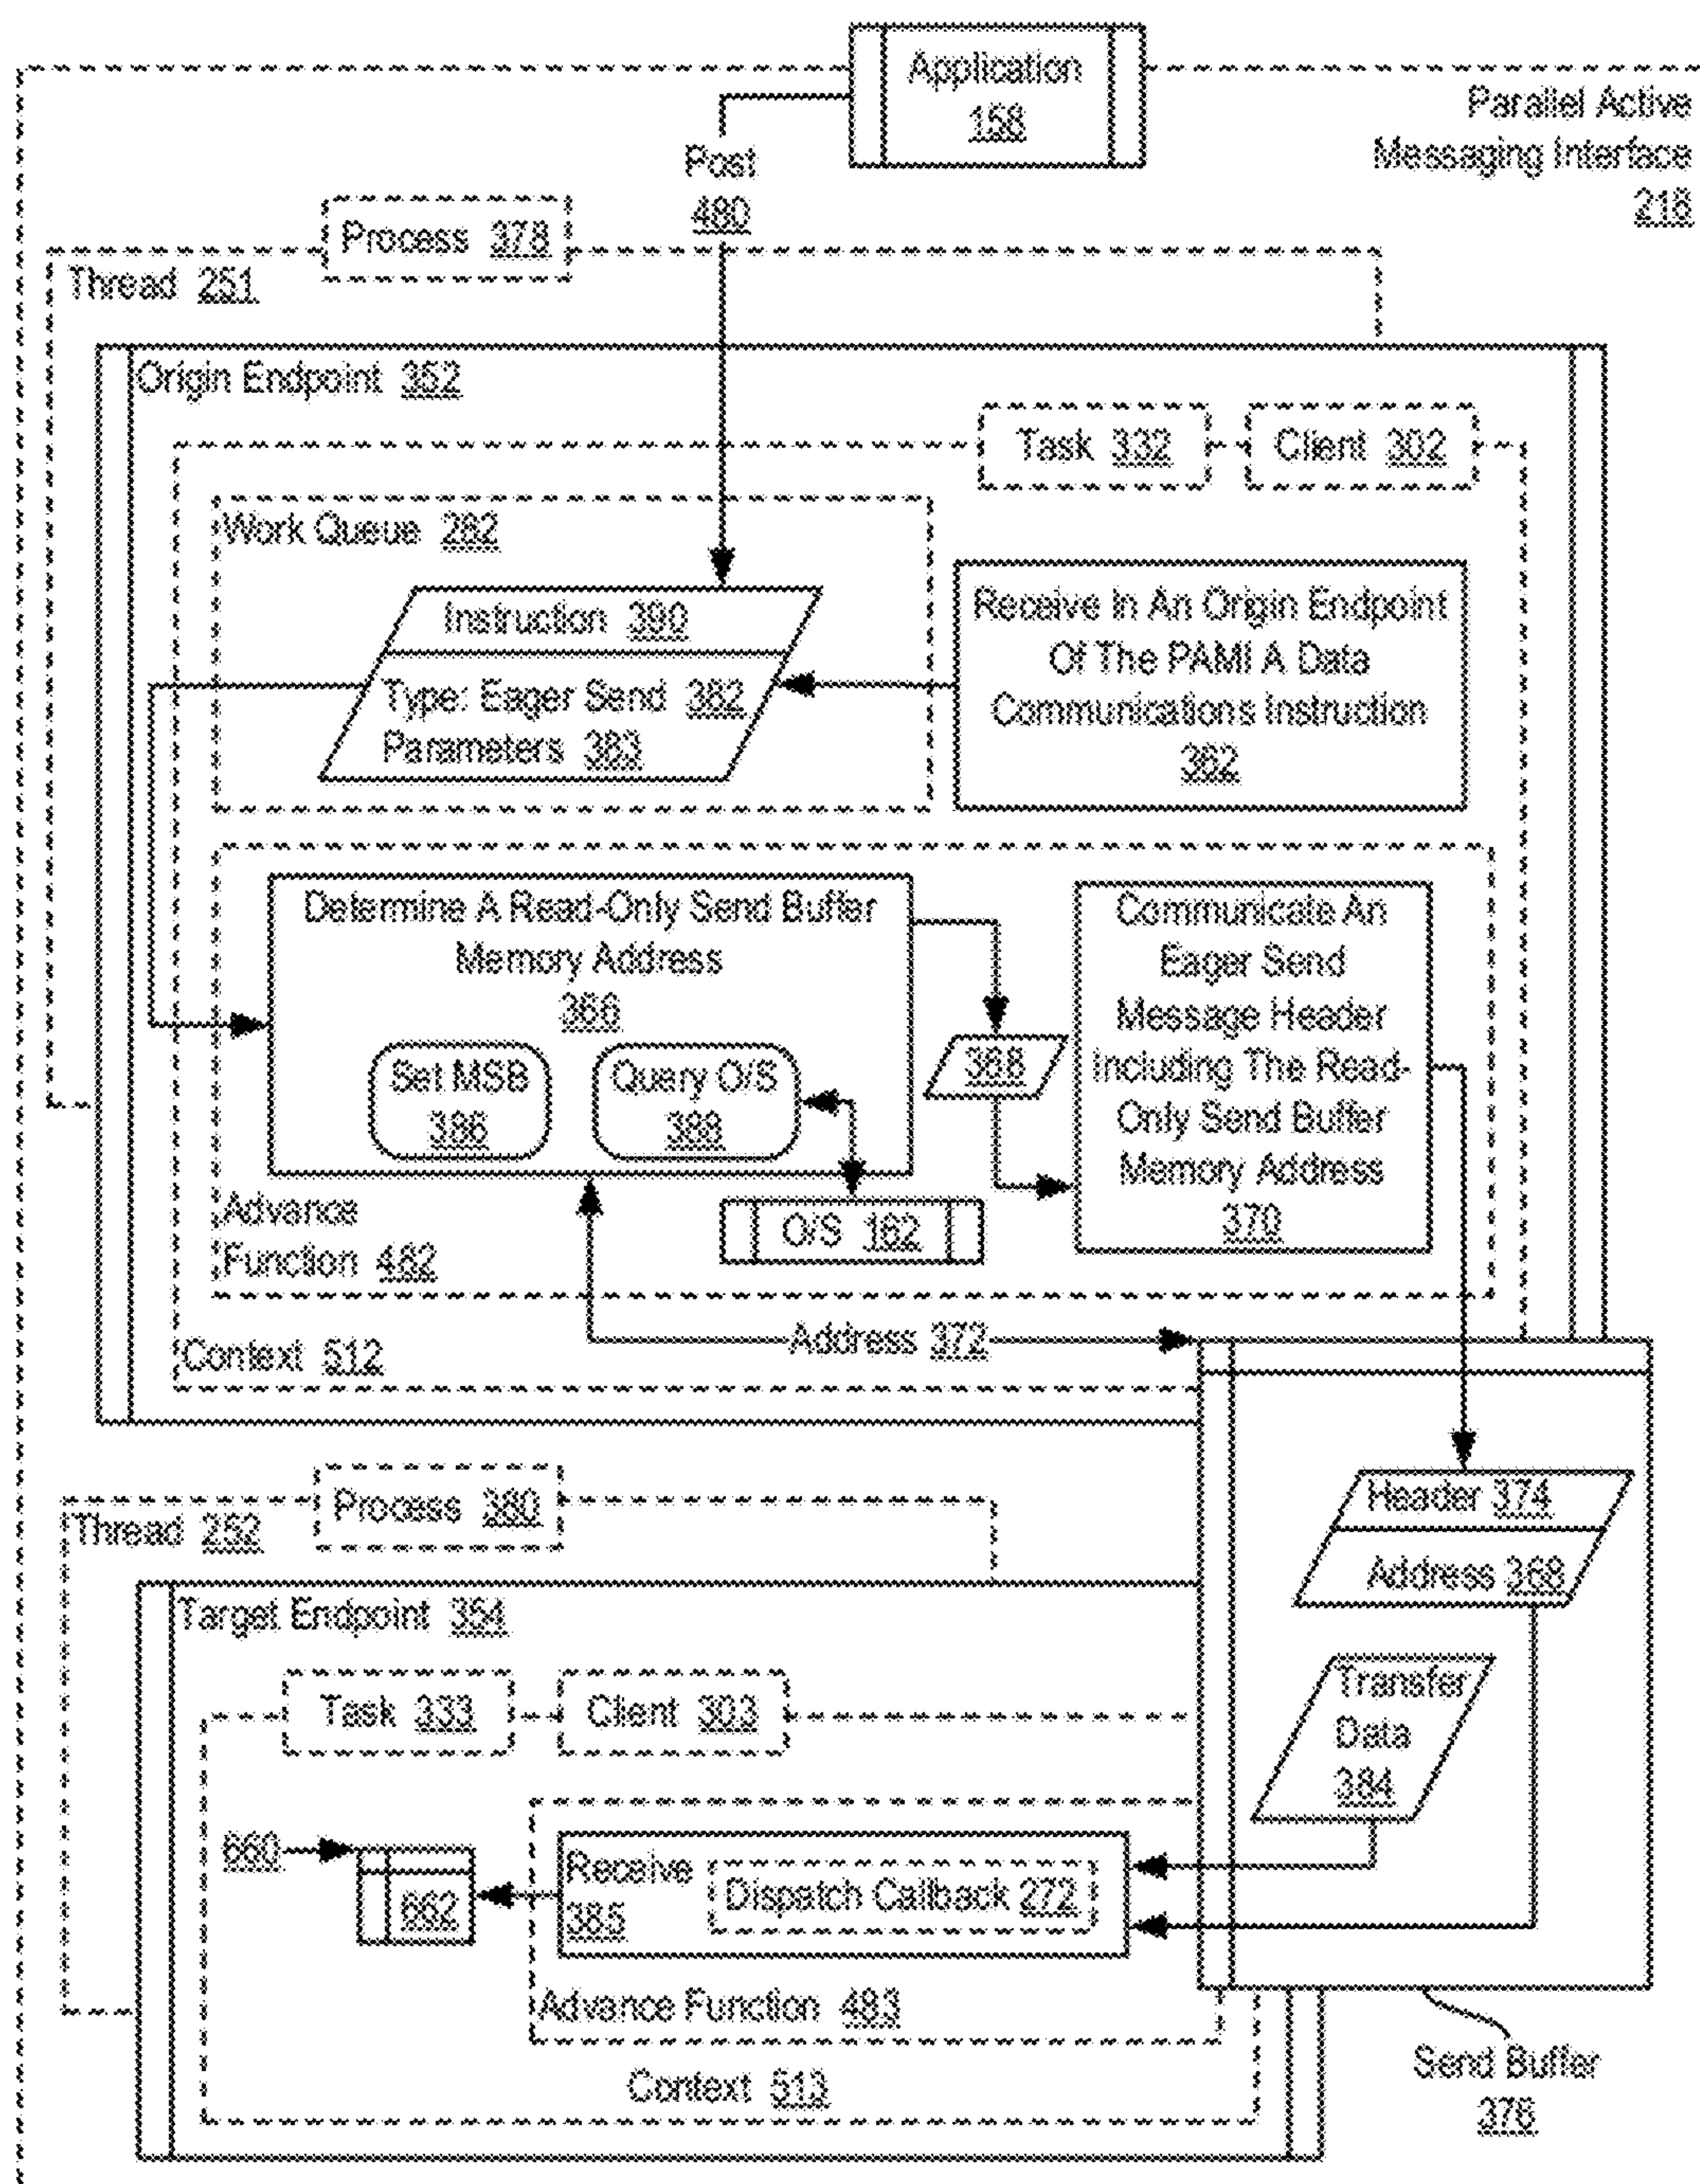 Application
158
Parallel Active
Messaging Interface
218
Post
480
Process 378
Thread 251
Origin Endpoint 352
Task 332
Client 302
Work Queue 282
Instruction 390
Type: Eager Send 382
Parameters 383
Receive In An Origin Endpoint
Of The PAMI A Data
Communications Instruction
362
Determine A Read-Only Send Buffer
Memory Address
366
Set MSB
386
Query O/S
388
368
Communicate An
Eager Send
Message Header
Including The Read-
Only Send Buffer
Memory Address
370
Advance
Function 482
O/S 162
Address 372
Context 512
Header 374
Address 368
Process 380
Thread 252
Target Endpoint 354
Task 333
Client 303
Transfer
Data
384
660
662
Receive
385
Dispatch Callback 272
Advance Function 483
Context 513
Send Buffer
376